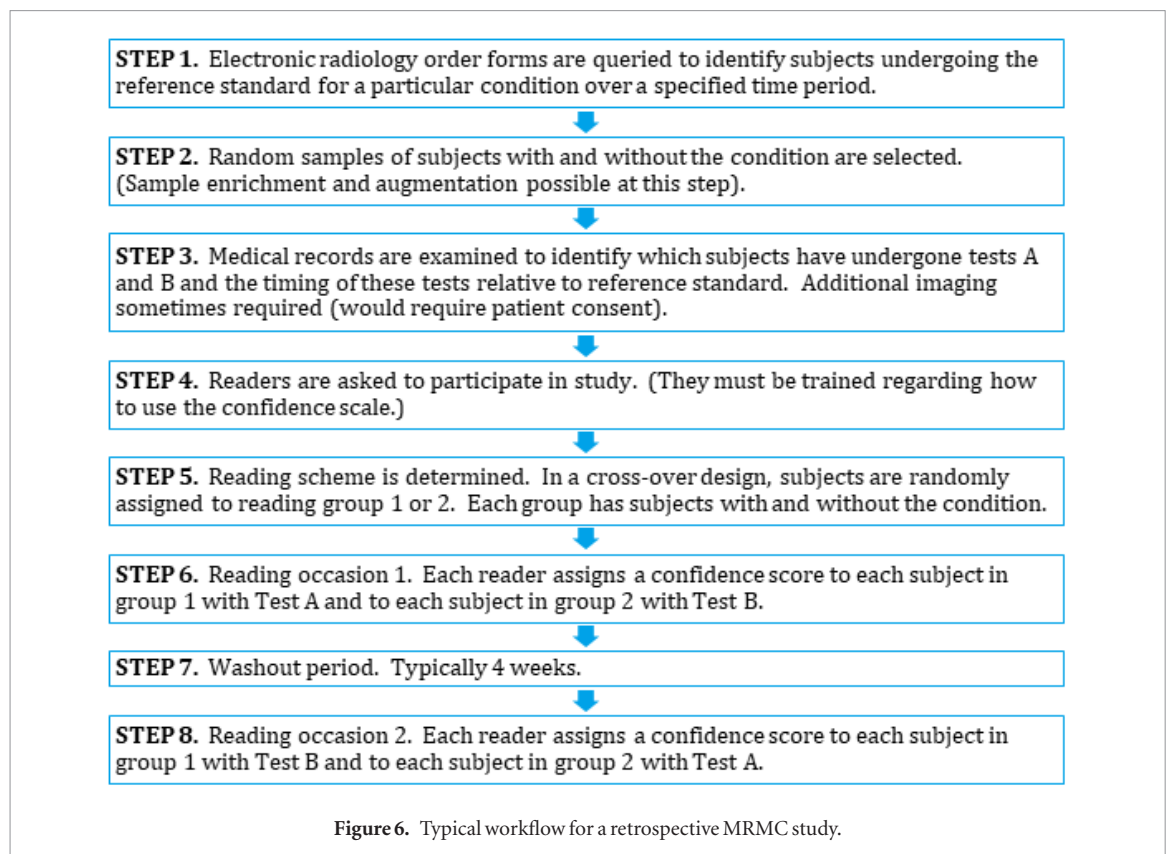 STEP 1. Electronic radiology order forms are queried to identify subjects undergoing the
reference standard for a particular condition over a specified time period.
STEP 2. Random samples of subjects with and without the condition are selected.
(Sample enrichment and augmentation possible at this step).
STEP 3. Medical records are examined to identify which subjects have undergone tests A
and B and the timing of these tests relative to reference standard. Additional imaging
sometimes required (would require patient consent).
STEP 4. Readers are asked to participate in study. (They must be trained regarding how
to use the confidence scale.)
STEP 5. Reading scheme is determined. In a cross-over design, subjects are randomly
assigned to reading group 1 or 2. Each group has subjects with and without the condition.
STEP 6. Reading occasion 1. Each reader assigns a confidence score to each subject in
group 1 with Test A and to each subject in group 2 with Test B.
STEP 7. Washout period. Typically 4 weeks.
STEP 8. Reading occasion 2. Each reader assigns a confidence score to each subject in
group 1 with Test B and to each subject in group 2 with Test A.
Figure 6. Typical workflow for a retrospective MRMC study.